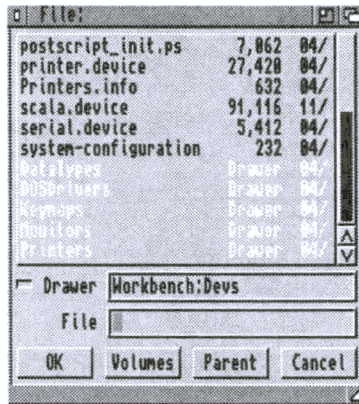 File:
postscript_init.ps 7,062 04/
printer.device 27,420 04/
Printers.info 632 04/
scala.device 91,116 11/
serial.device 5,412 04/
system-configuration 232 04/
Datatypes Drawer 04/
DOSDrivers Drawer 04/
Keymaps Drawer 04/
Monitors Drawer 04/
Printers Drawer 04/
Drawer Workbench:Devs
File
OK Volumes Parent Cancel